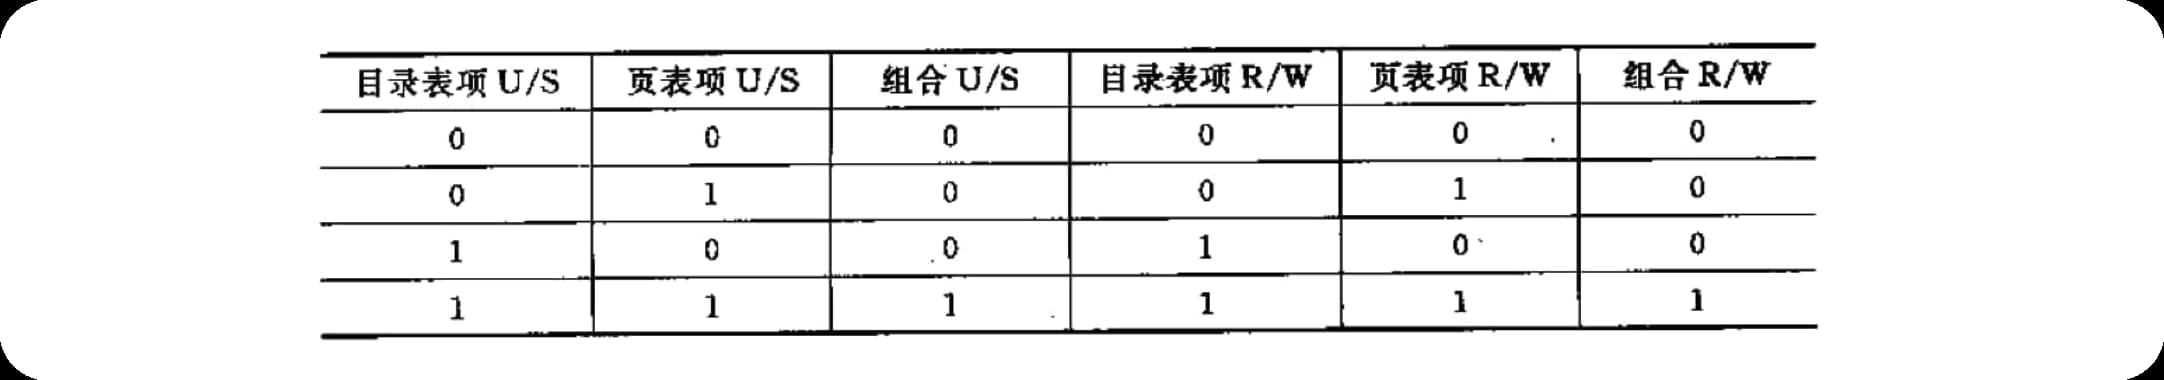 目录表项 U/S 页表项 U/S 组合 U/S 目录表项 R/W 页表项 R/W 组合 R/W
0 0 0 0 0 0
0 1 0 0 1 0
1 0 0 1 0 0
1 1 1 1 1 1